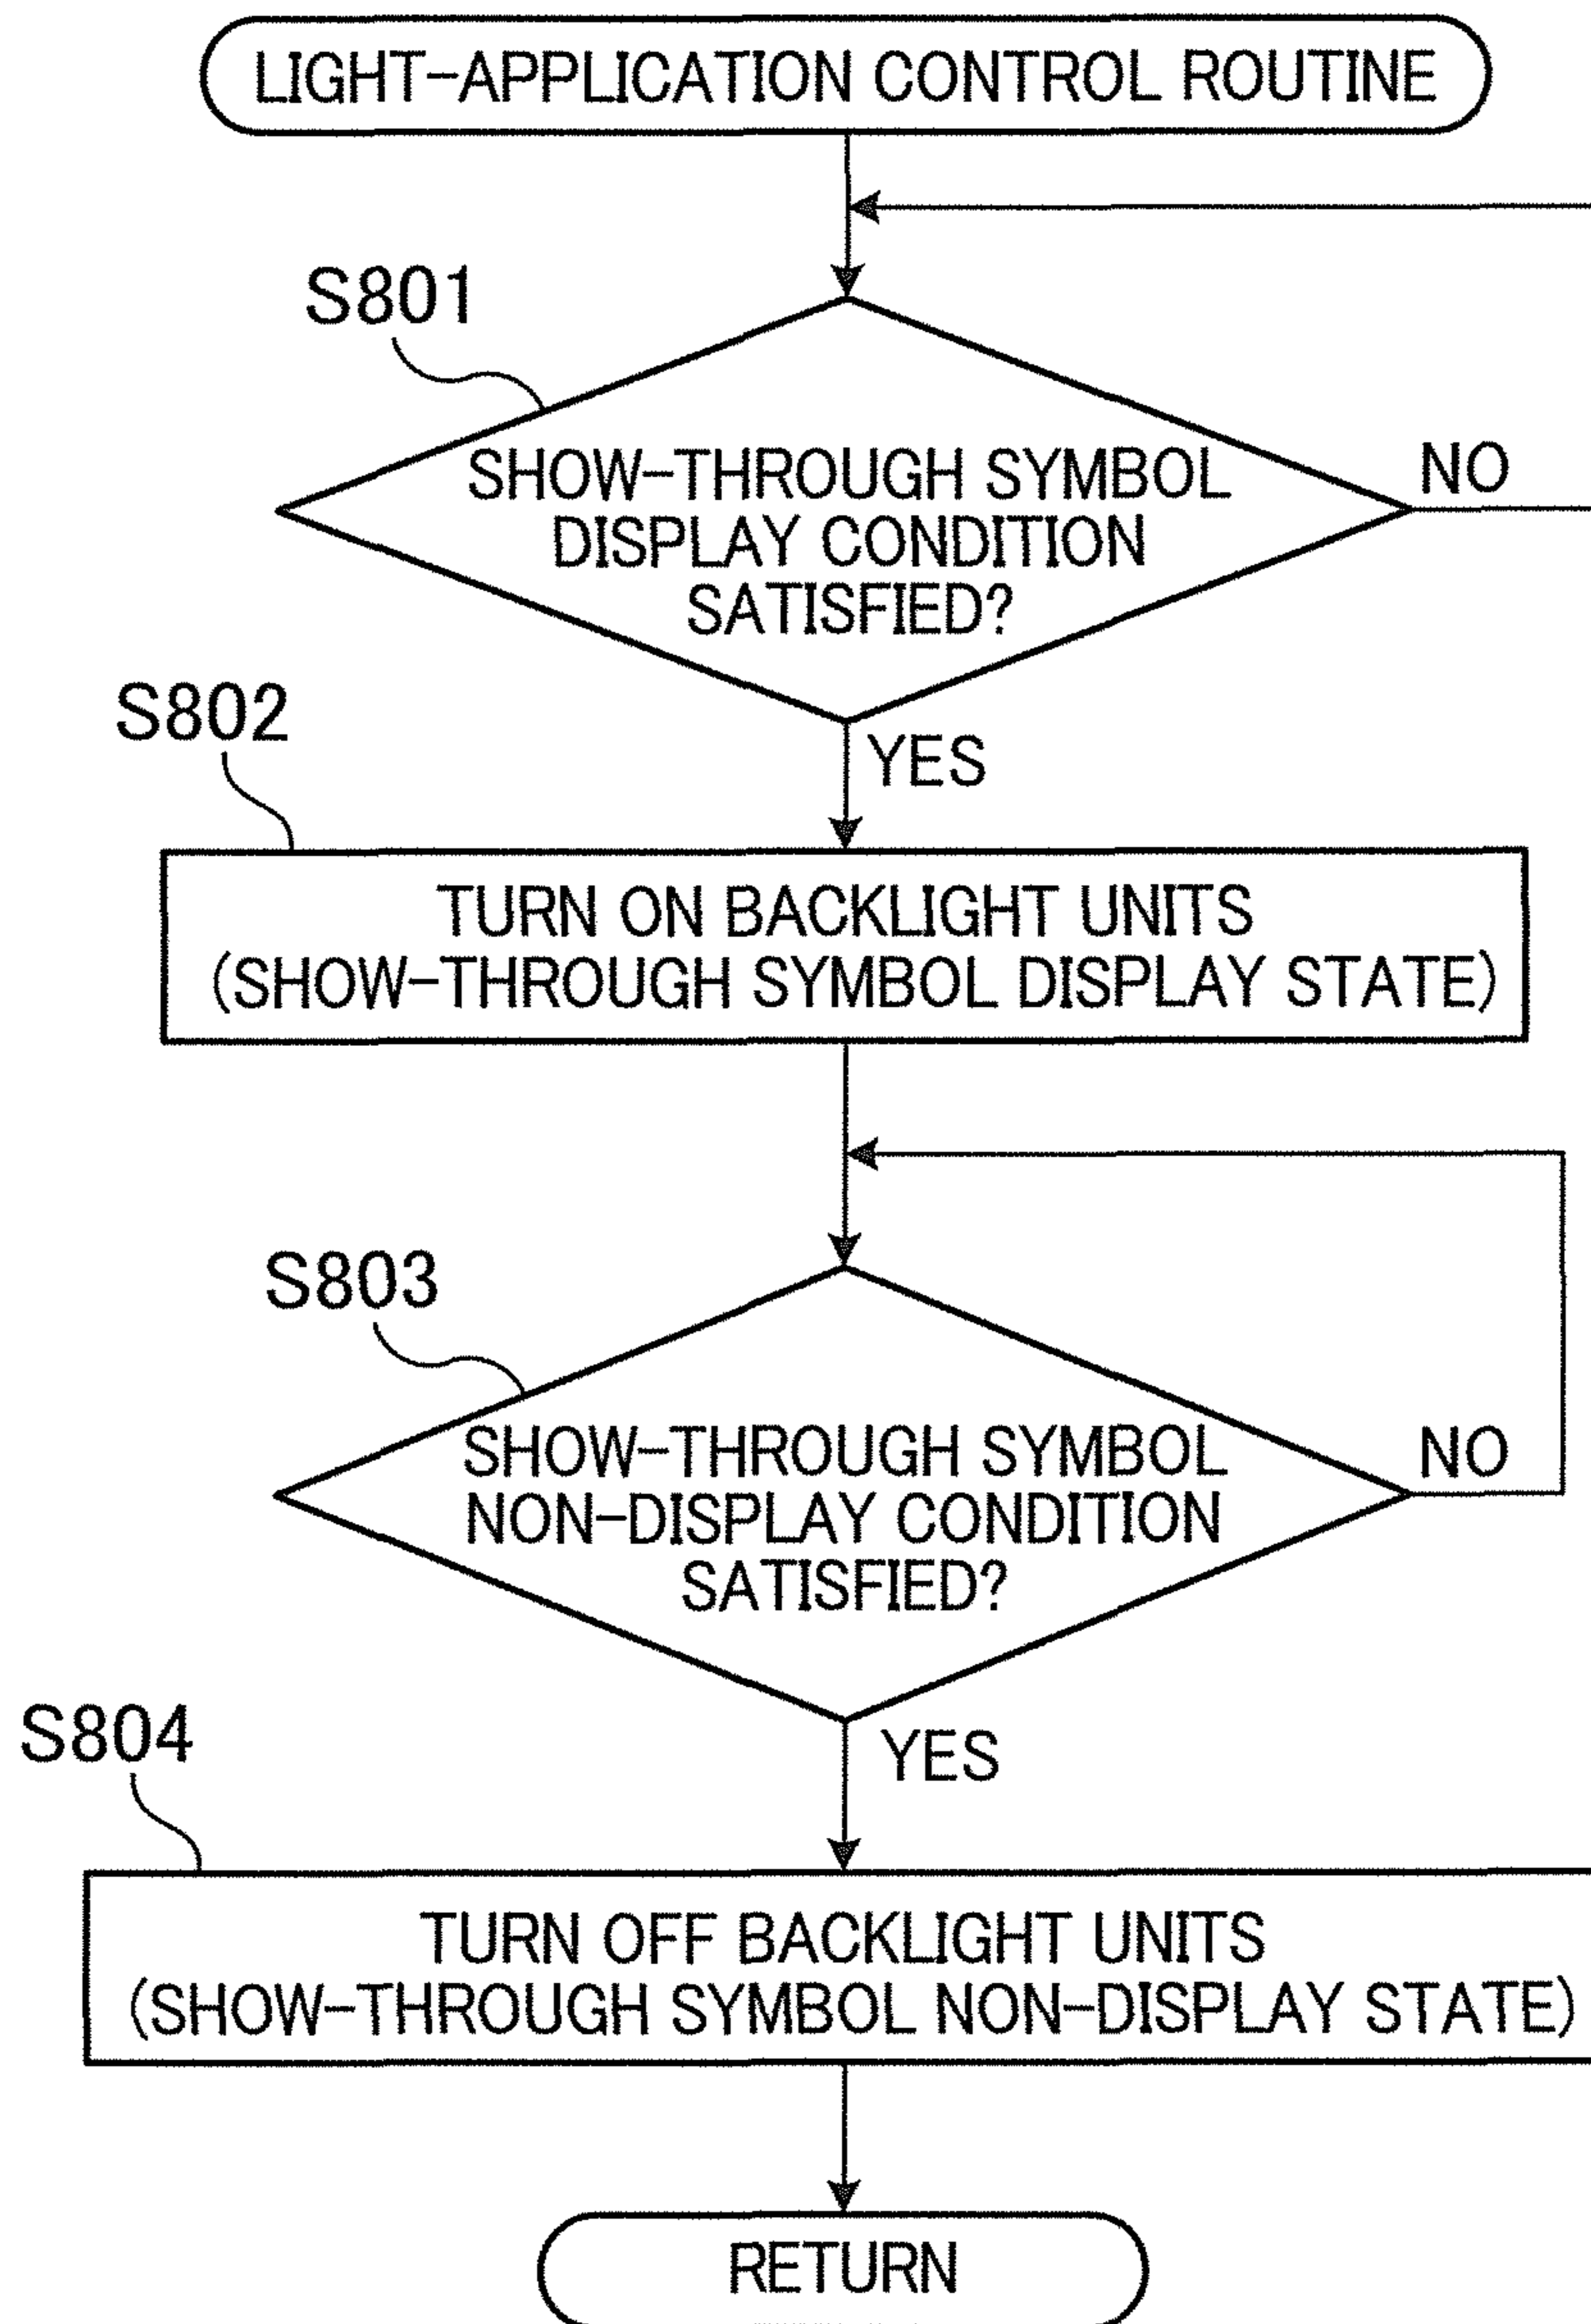 LIGHT-APPLICATION CONTROL ROUTINE
S801
SHOW-THROUGH SYMBOL
DISPLAY CONDITION
SATISFIED?
NO
YES
S802
TURN ON BACKLIGHT UNITS
(SHOW-THROUGH SYMBOL DISPLAY STATE)
S803
SHOW-THROUGH SYMBOL
NON-DISPLAY CONDITION
SATISFIED?
NO
YES
S804
TURN OFF BACKLIGHT UNITS
(SHOW-THROUGH SYMBOL NON-DISPLAY STATE)
RETURN